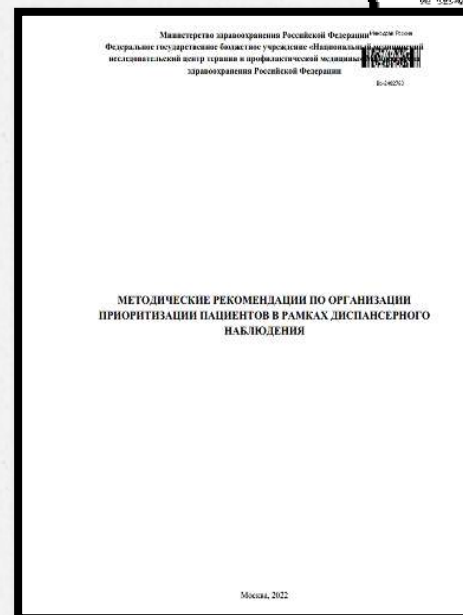 Министерство здравоохранения Российской Федерации
Федеральное государственное бюджетное учреждение «Национальный медицинский
исследовательский центр терапии и профилактической медицины»
здравоохранения Российской Федерации
МЕТОДИЧЕСКИЕ РЕКОМЕНДАЦИИ ПО ОРГАНИЗАЦИИ
ПРИОРИТИЗАЦИИ ПАЦИЕНТОВ В РАМКАХ ДИСПАНСЕРНОГО
НАБЛЮДЕНИЯ
Москва, 2022